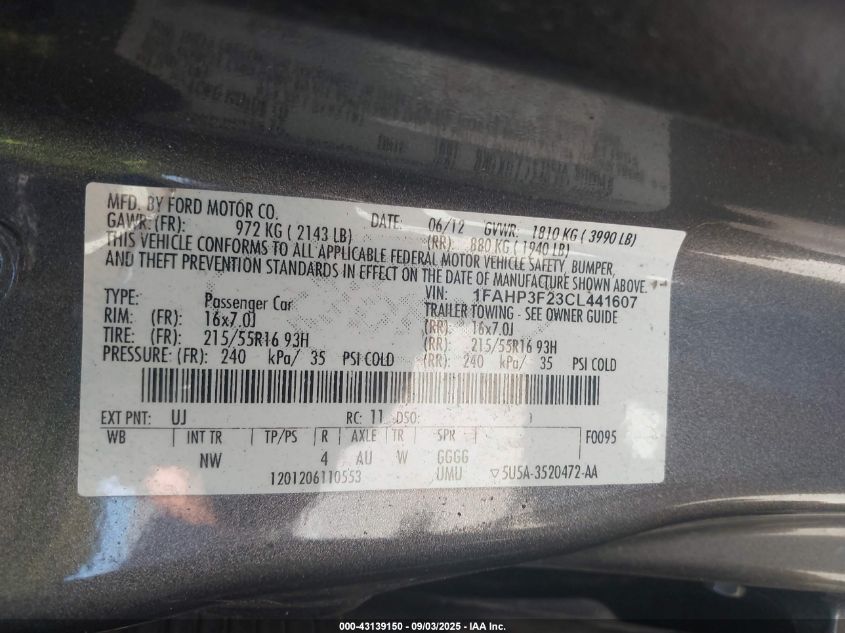 MFD. BY FORD MOTOR CO.
DATE: 06/12 GVWR: 1810 KG ( 3990 LB)
GAWR: (FR): 972 KG ( 2143 LB) (RR): 880 KG ( 1940 LB)
THIS VEHICLE CONFORMS TO ALL APPLICABLE FEDERAL MOTOR VEHICLE SAFETY, BUMPER,
AND THEFT PREVENTION STANDARDS IN EFFECT ON THE DATE OF MANUFACTURE SHOWN ABOVE.
VIN: 1FAHP3F23CL441607
TYPE: Passenger Car TRAILER TOWING - SEE OWNER GUIDE
RIM: (FR): 16x7.0J (RR): 16x7.0J
TIRE: (FR): 215/55R16 93H (RR): 215/55R16 93H
PRESSURE: (FR): 240 kPa/ 35 PSI COLD (RR): 240 kPa/ 35 PSI COLD
EXT PNT: UJ RC: 11 DSO:
WB INT TR TP/PS R AXLE TR SPR F0095
NW 4 AU W GGGG
1201206110553 UMU ▽5U5A-3520472-AA
000-43139150 - 09/03/2025 - IAA Inc.